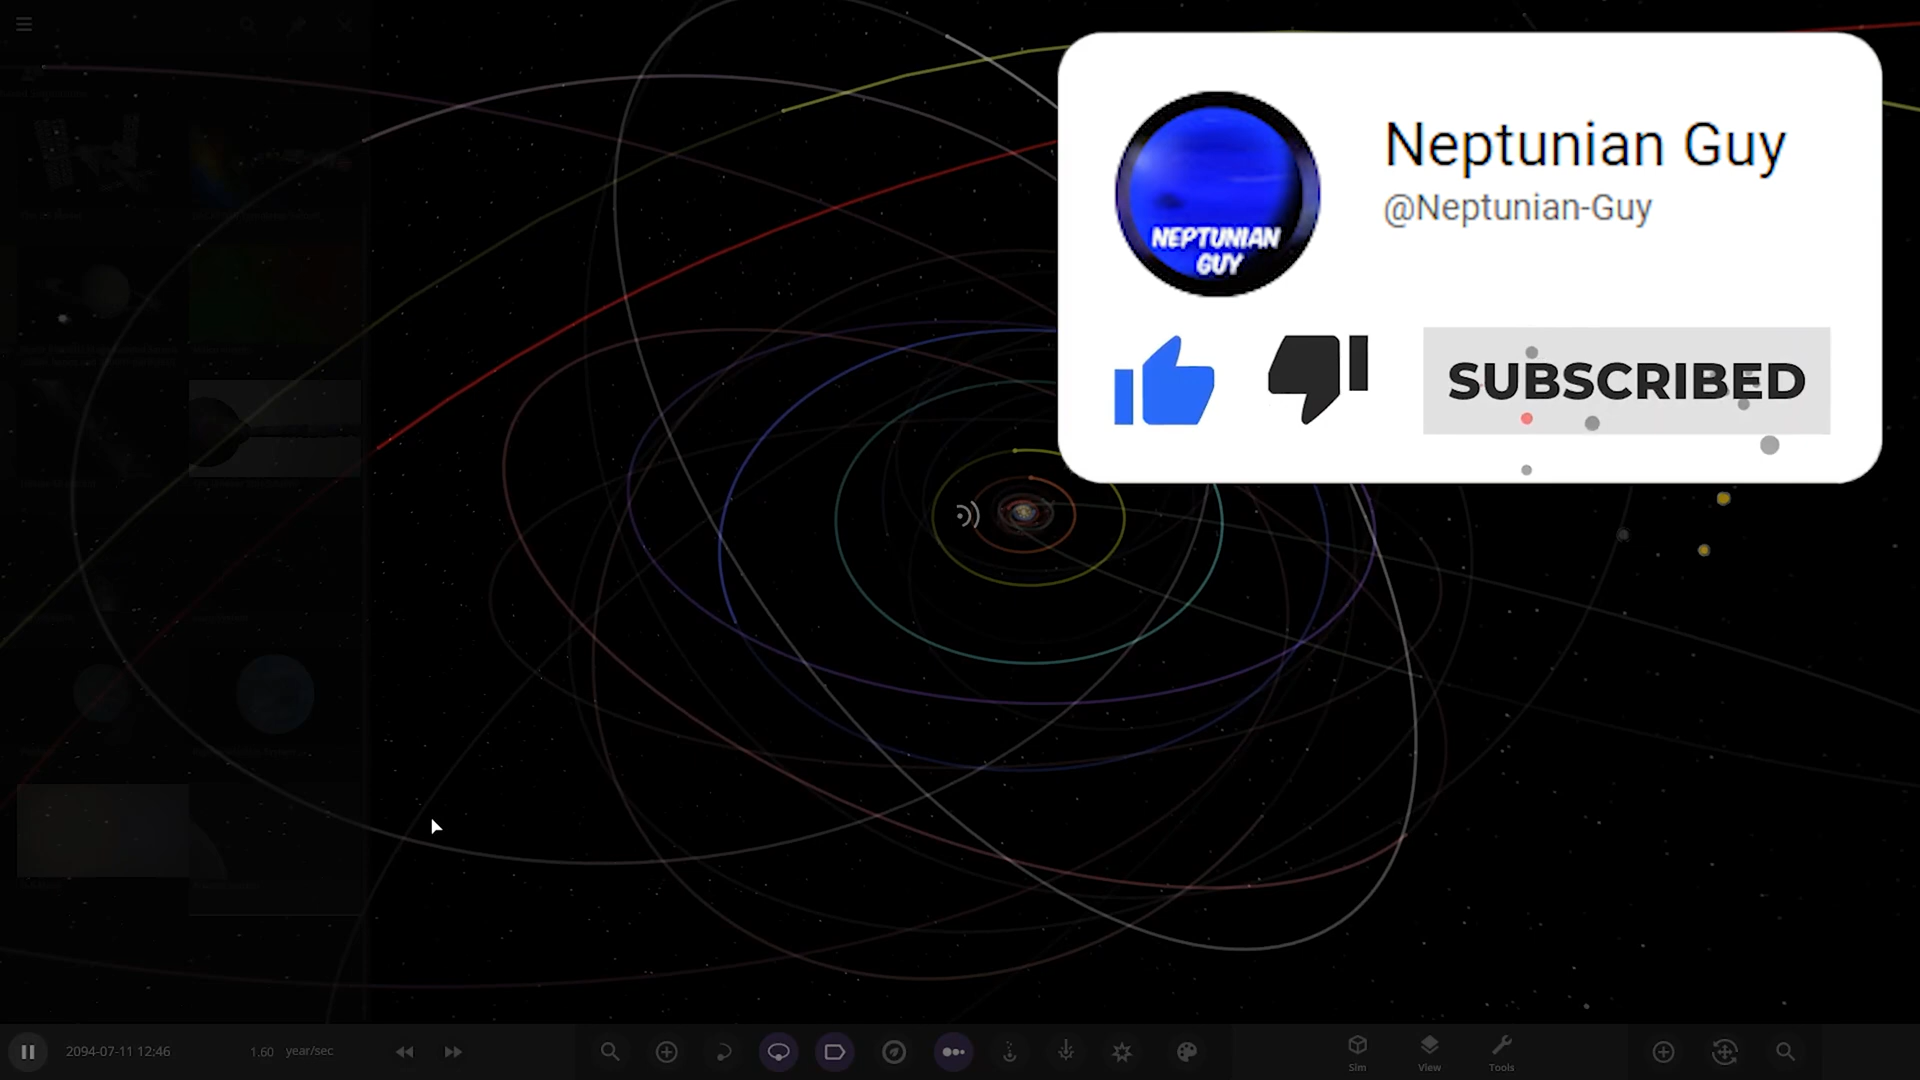 Neptunian Guy
@Neptunian-Guy
NEPTUNIAN
GUY
SUBSCRIBED
2094-07-11 12:46
1.60 year/sec
Sim
View
Tools